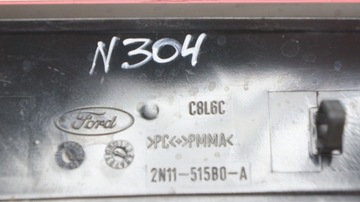 N304
C8L6C
Ford
>PC<·>PMMA<
2N11-515B0-A